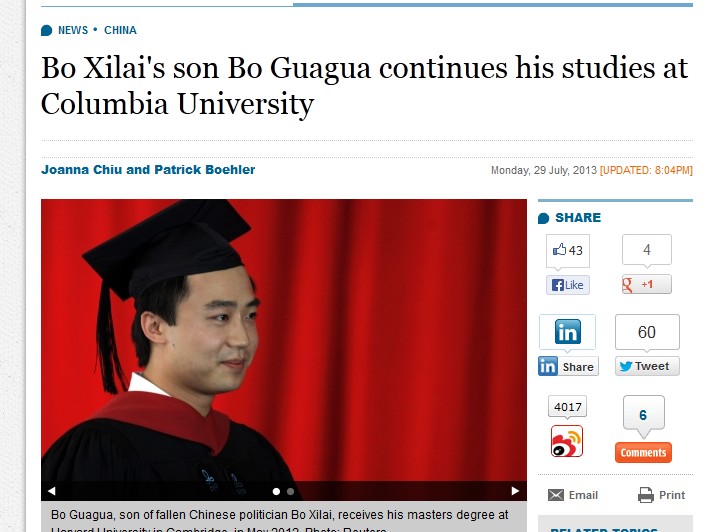 NEWS • CHINA
Bo Xilai's son Bo Guagua continues his studies at
Columbia University
Joanna Chiu and Patrick Boehler
Monday, 29 July, 2013 [UPDATED: 8:04PM]
SHARE
43
4
Like
+1
in
60
in Share
Tweet
4017
6
Comments
Email
Print
Bo Guagua, son of fallen Chinese politician Bo Xilai, receives his masters degree at
Harvard University in Cambridge, in May 2012. Photo: Reuters
RELATED TOPICS